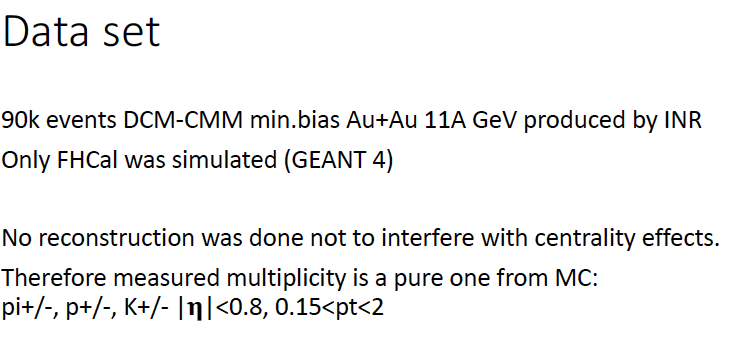 Data set
90k events DCM-CMM min.bias Au+Au 11A GeV produced by INR
Only FHCal was simulated (GEANT 4)
No reconstruction was done not to interfere with centrality effects.
Therefore measured multiplicity is a pure one from MC:
pi+/-, p+/-, K+/- |η|<0.8, 0.15<pt<2